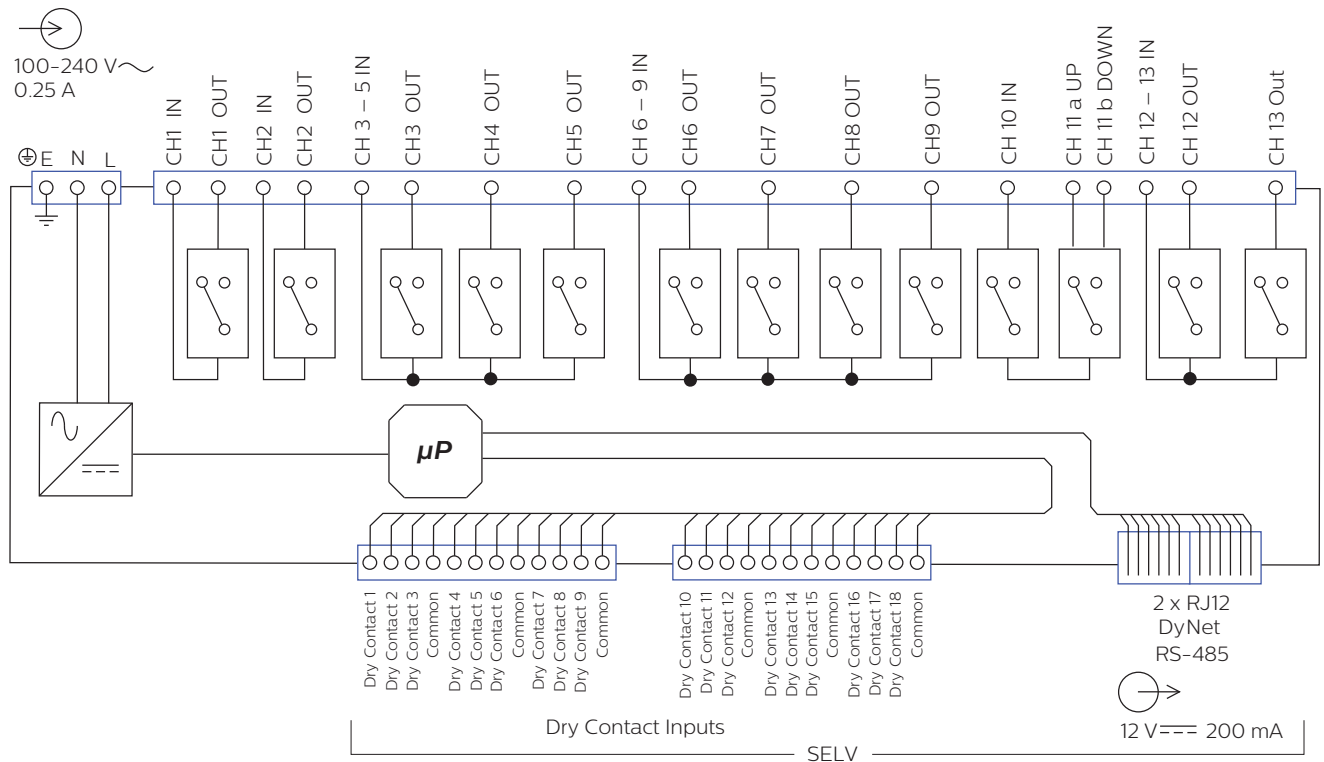 100-240 V
0.25 A
E N L
CH1 IN
CH1 OUT
CH2 IN
CH2 OUT
CH 3 – 5 IN
CH3 OUT
CH4 OUT
CH5 OUT
CH 6 – 9 IN
CH6 OUT
CH7 OUT
CH8 OUT
CH9 OUT
CH 10 IN
CH 11 a UP
CH 11 b DOWN
CH 12 – 13 IN
CH 12 OUT
CH 13 Out
µP
Dry Contact 1
Dry Contact 2
Dry Contact 3
Common
Dry Contact 4
Dry Contact 5
Dry Contact 6
Common
Dry Contact 7
Dry Contact 8
Dry Contact 9
Common
Dry Contact 10
Dry Contact 11
Dry Contact 12
Common
Dry Contact 13
Dry Contact 14
Dry Contact 15
Common
Dry Contact 16
Dry Contact 17
Dry Contact 18
Common
2 x RJ12
DyNet
RS-485
12 V 200 mA
Dry Contact Inputs
SELV